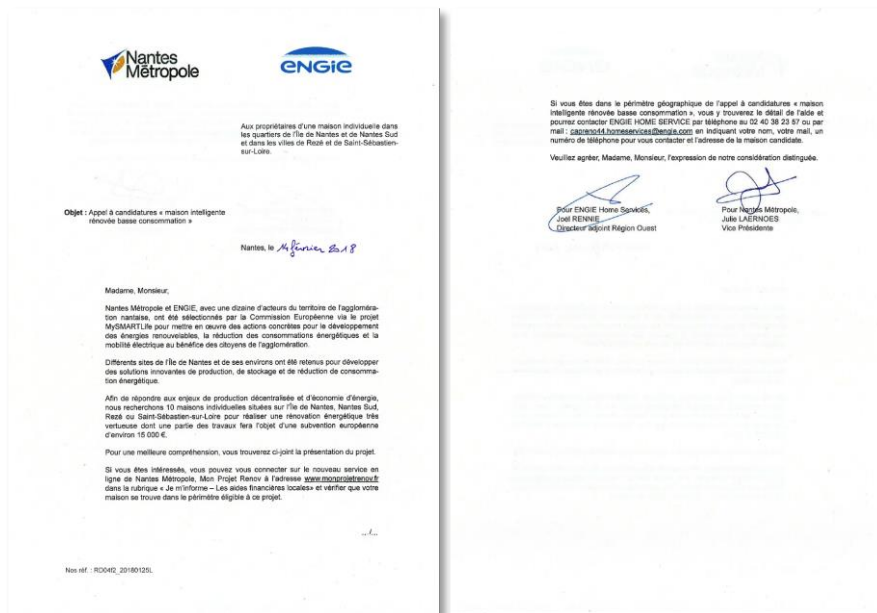 Nantes
Métropole
ENGIE
Aux propriétaires d'une maison individuelle dans
les quartiers de l'Île de Nantes et de Nantes Sud
et dans les villes de Rezé et de Saint-Sébastien-
sur-Loire.
Objet : Appel à candidatures « maison intelligente
rénovée basse consommation »
Nantes, le 14 février 2018
Madame, Monsieur,
Nantes Métropole et ENGIE, avec une dizaine d'acteurs du territoire de l'aggloméra-
tion nantaise, ont été sélectionnés par la Commission Européenne via le projet
MySMARTLife pour mettre en œuvre des actions concrètes pour le développement
des énergies renouvelables, la réduction des consommations énergétiques et la
mobilité électrique au bénéfice des citoyens de l'agglomération.
Différents sites de l'Île de Nantes et de ses environs ont été retenus pour développer
des solutions innovantes de production, de stockage et de réduction de consomma-
tion énergétique.
Afin de répondre aux enjeux de production décentralisée et d'économie d'énergie,
nous recherchons 10 maisons individuelles situées sur l'Île de Nantes, Nantes Sud,
Rezé ou Saint-Sébastien-sur-Loire pour réaliser une rénovation énergétique très
vertueuse dont une partie des travaux fera l'objet d'une subvention européenne
d'environ 15 000 €.
Pour une meilleure compréhension, vous trouverez ci-joint la présentation du projet.
Si vous êtes intéressés, vous pouvez vous connecter sur le nouveau service en
ligne de Nantes Métropole, Mon Projet Renov à l'adresse www.monprojetrenov.fr
dans la rubrique « Je m'informe – Les aides financières locales» et vérifier que votre
maison se trouve dans le périmètre éligible à ce projet.
.../...
Nos réf. : RD04f2_20180125L
Si vous êtes dans le périmètre géographique de l'appel à candidatures « maison
intelligente rénovée basse consommation », vous y trouverez le détail de l'aide et
pourrez contacter ENGIE HOME SERVICE par téléphone au 02 40 38 23 67 ou par
mail : capreno44.homeservices@engie.com en indiquant votre nom, votre mail, un
numéro de téléphone pour vous contacter et l'adresse de la maison candidate.
Veuillez agréer, Madame, Monsieur, l'expression de notre considération distinguée.
Pour ENGIE Home Services,
Joël RENNIE
Directeur adjoint Région Ouest
Pour Nantes Métropole,
Julie LAERNOES
Vice Présidente